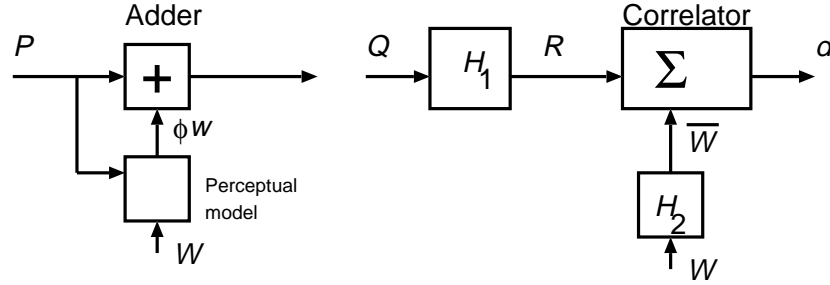 Adder
P
+
ϕw
Perceptual
model
W
Correlator
Q
H1
R
Σ
d
W̅
H2
W